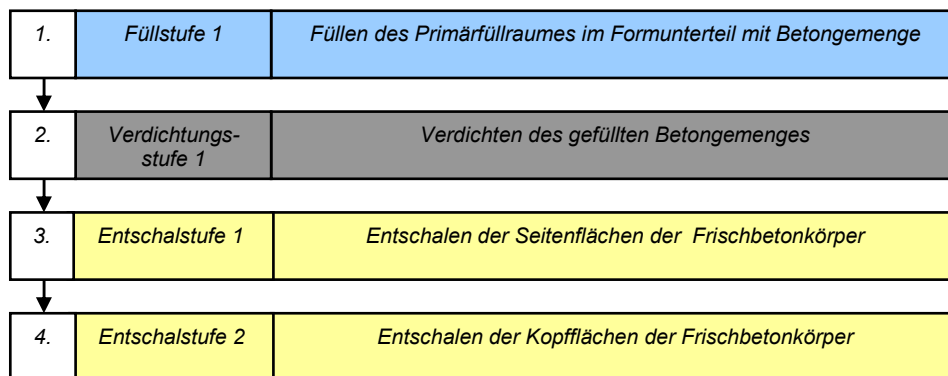 1. Füllstufe 1 Füllen des Primärfüllraumes im Formunterteil mit Betongemenge
2. Verdichtungs- Verdichten des gefüllten Betongemenges
stufe 1
3. Entschalstufe 1 Entschalen der Seitenflächen der Frischbetonkörper
4. Entschalstufe 2 Entschalen der Kopfflächen der Frischbetonkörper